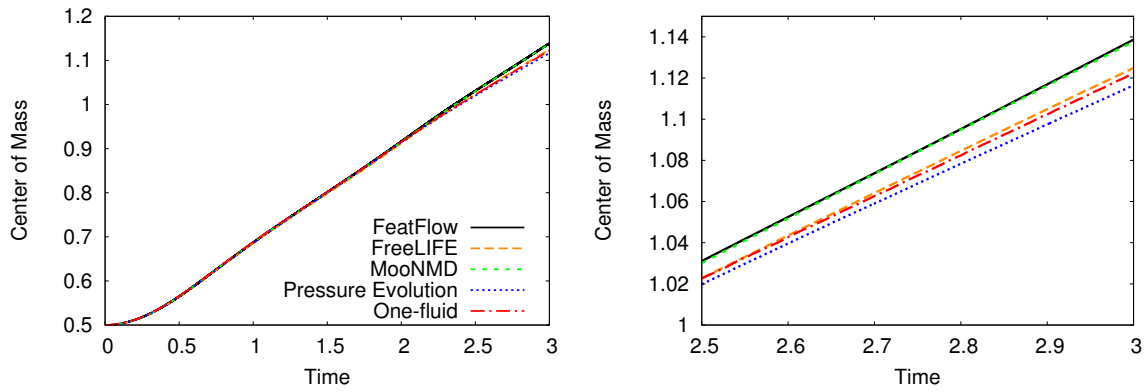 1.2
1.1
1
0.9
0.8
0.7
0.6
0.5
Center of Mass
FeatFlow
FreeLIFE
MooNMD
Pressure Evolution
One-fluid
0 0.5 1 1.5 2 2.5 3
Time
1.14
1.12
1.1
1.08
1.06
1.04
1.02
1
Center of Mass
2.5 2.6 2.7 2.8 2.9 3
Time